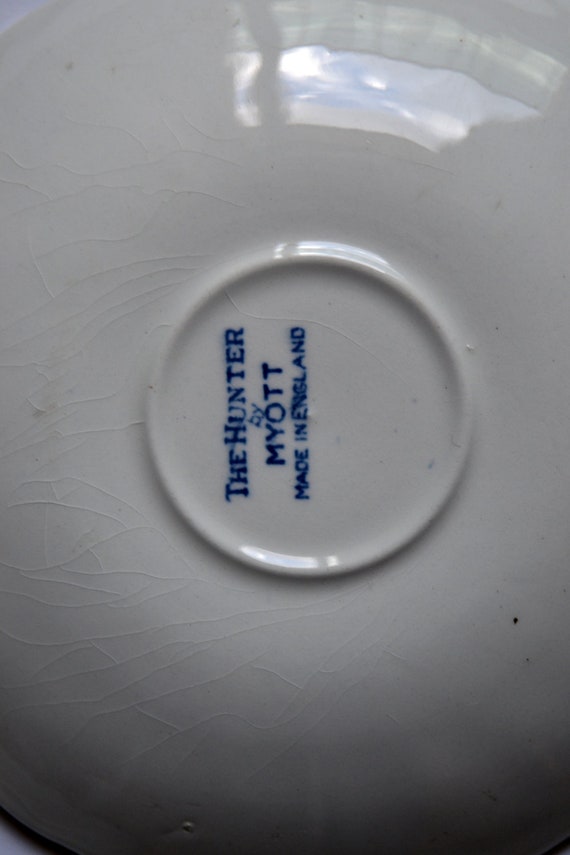 THE HUNTER
by
MYOTT
MADE IN ENGLAND